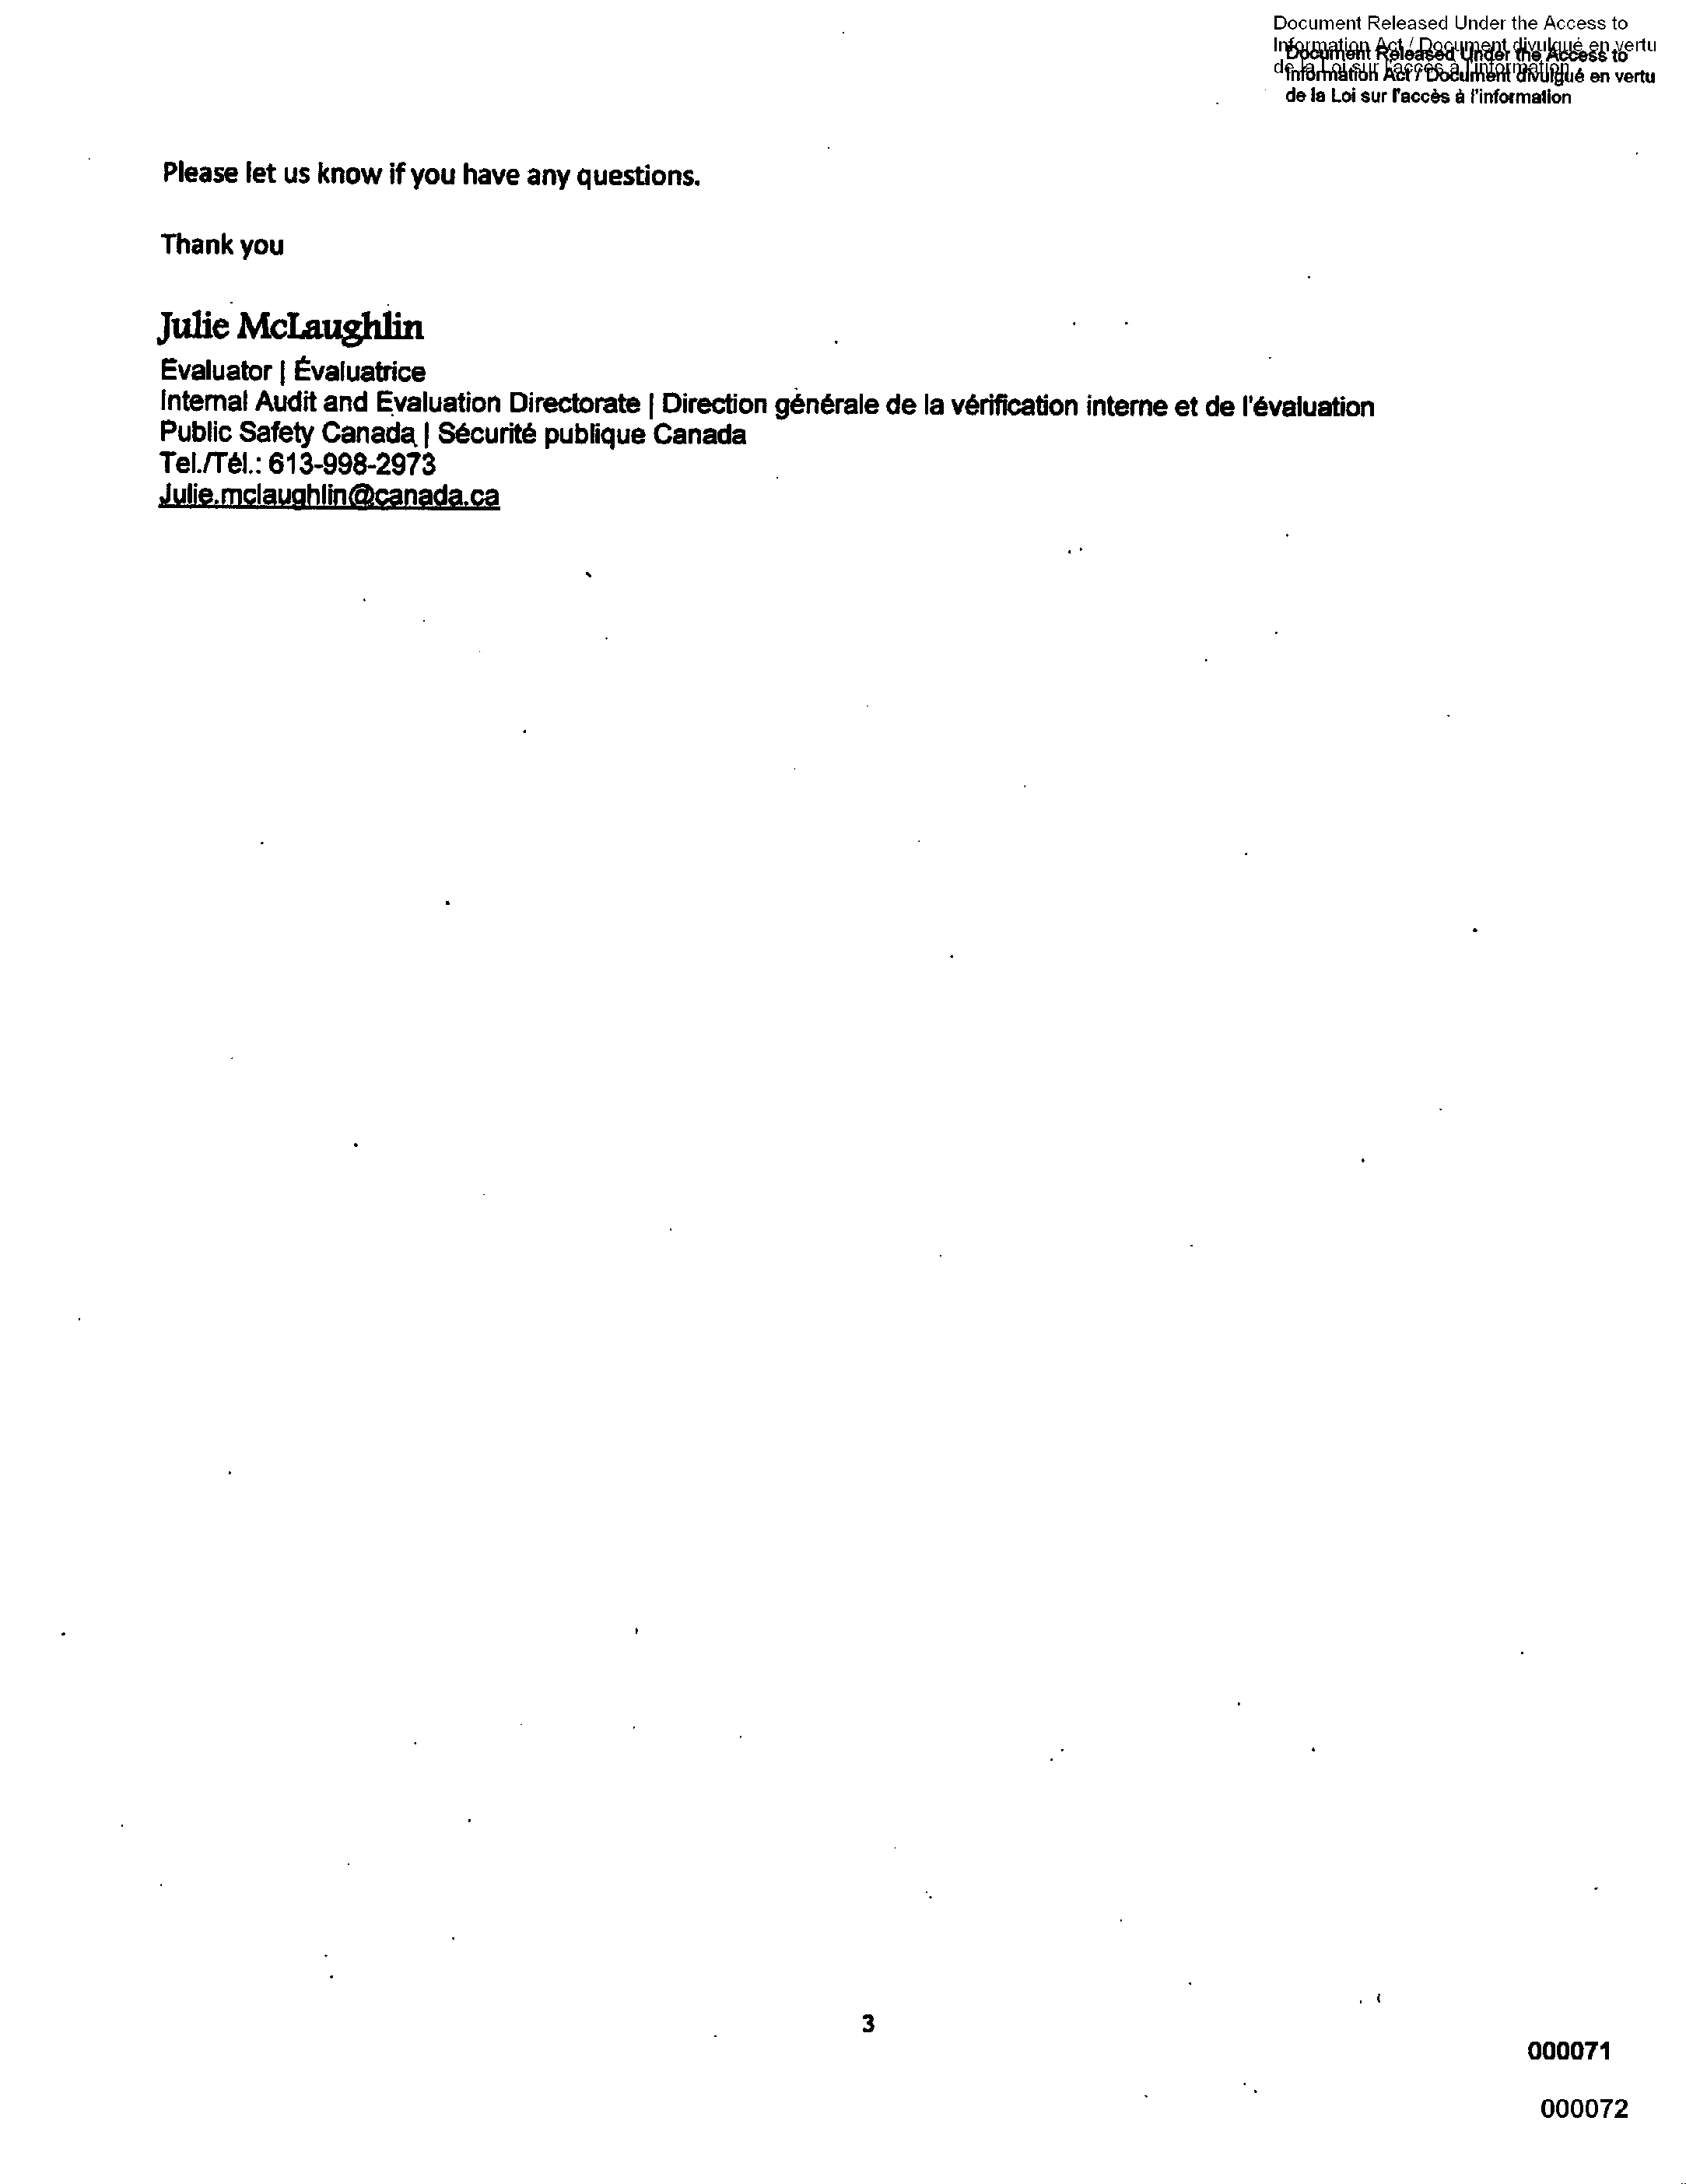 Document Released Under the Access to
Information Act / Document divulgué en vertu
de la Loi sur l'accès à l'information
Document Released Under the Access to
Information Act / Document divulgué en vertu
de la Loi sur l'accès à l'information
Please let us know if you have any questions.
Thank you
Julie McLaughlin
Evaluator | Évaluatrice
Internal Audit and Evaluation Directorate | Direction générale de la vérification interne et de l'évaluation
Public Safety Canada | Sécurité publique Canada
Tel./Tél.: 613-998-2973
Julie.mclaughlin@canada.ca
3
000071
000072